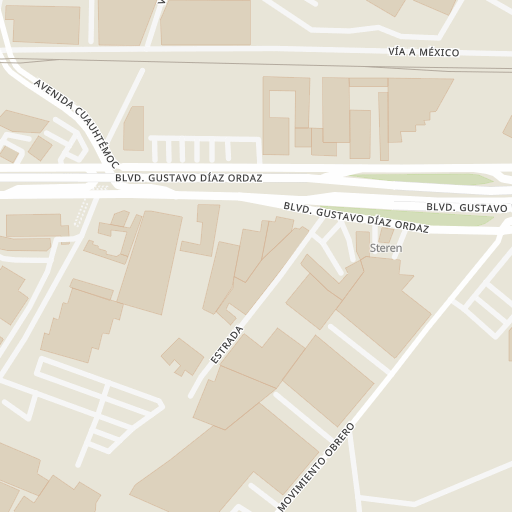 V
VÍA A MÉXICO
AVENIDA CUAUHTÉMOC
BLVD. GUSTAVO DÍAZ ORDAZ
BLVD. GUSTAVO DÍAZ ORDAZ
BLVD. GUSTAVO
Steren
ESTRADA
MOVIMIENTO OBRERO